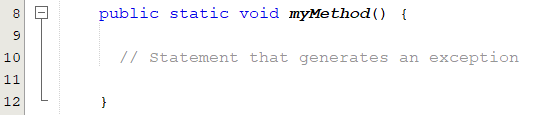 8 public static void myMethod() {
9
10 // Statement that generates an exception
11
12 }